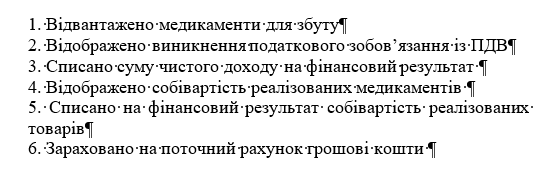 1. Відвантажено медикаменти для збуту¶
2. Відображено виникнення податкового зобов’язання із ПДВ¶
3. Списано суму чистого доходу на фінансовий результат ¶
4. Відображено собівартість реалізованих медикаментів ¶
5. Списано на фінансовий результат собівартість реалізованих
товарів¶
6. Зараховано на поточний рахунок грошові кошти ¶